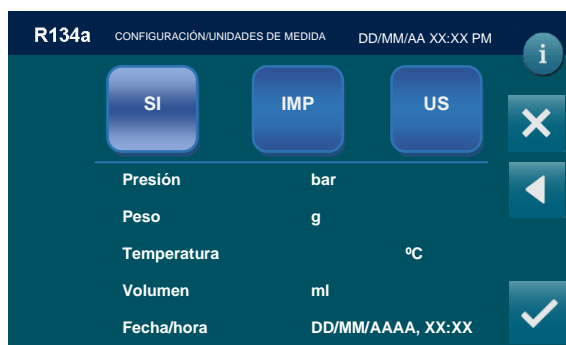 R134a CONFIGURACIÓN/UNIDADES DE MEDIDA DD/MM/AA XX:XX PM
i
SI IMP US
Presión bar
Peso g
Temperatura ºC
Volumen ml
Fecha/hora DD/MM/AAAA, XX:XX